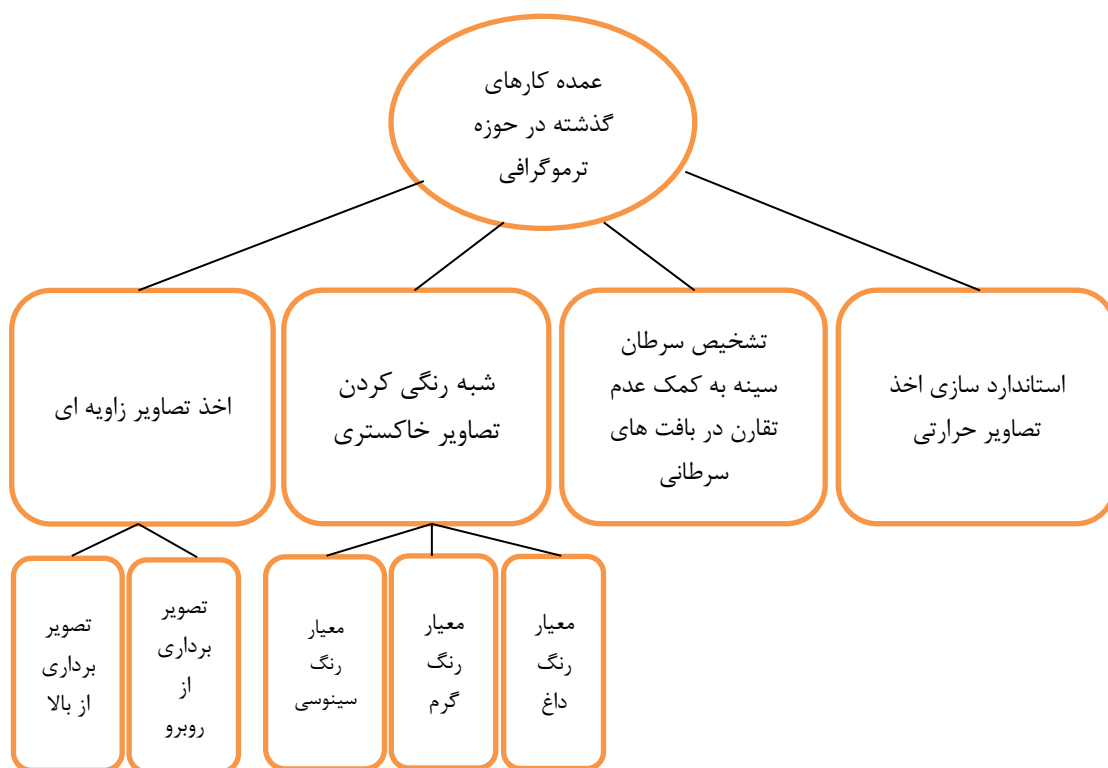 عمده کارهای
گذشته در حوزه
ترموگرافی
استاندارد سازی اخذ
تصاویر حرارتی
تشخیص سرطان
سینه به کمک عدم
تقارن در بافت های
سرطانی
شبه رنگی کردن
تصاویر خاکستری
اخذ تصاویر زاویه ای
معیار
رنگ
داغ
معیار
رنگ
گرم
معیار
رنگ
سینوسی
تصویر
برداری
از
روبرو
تصویر
برداری
از بالا